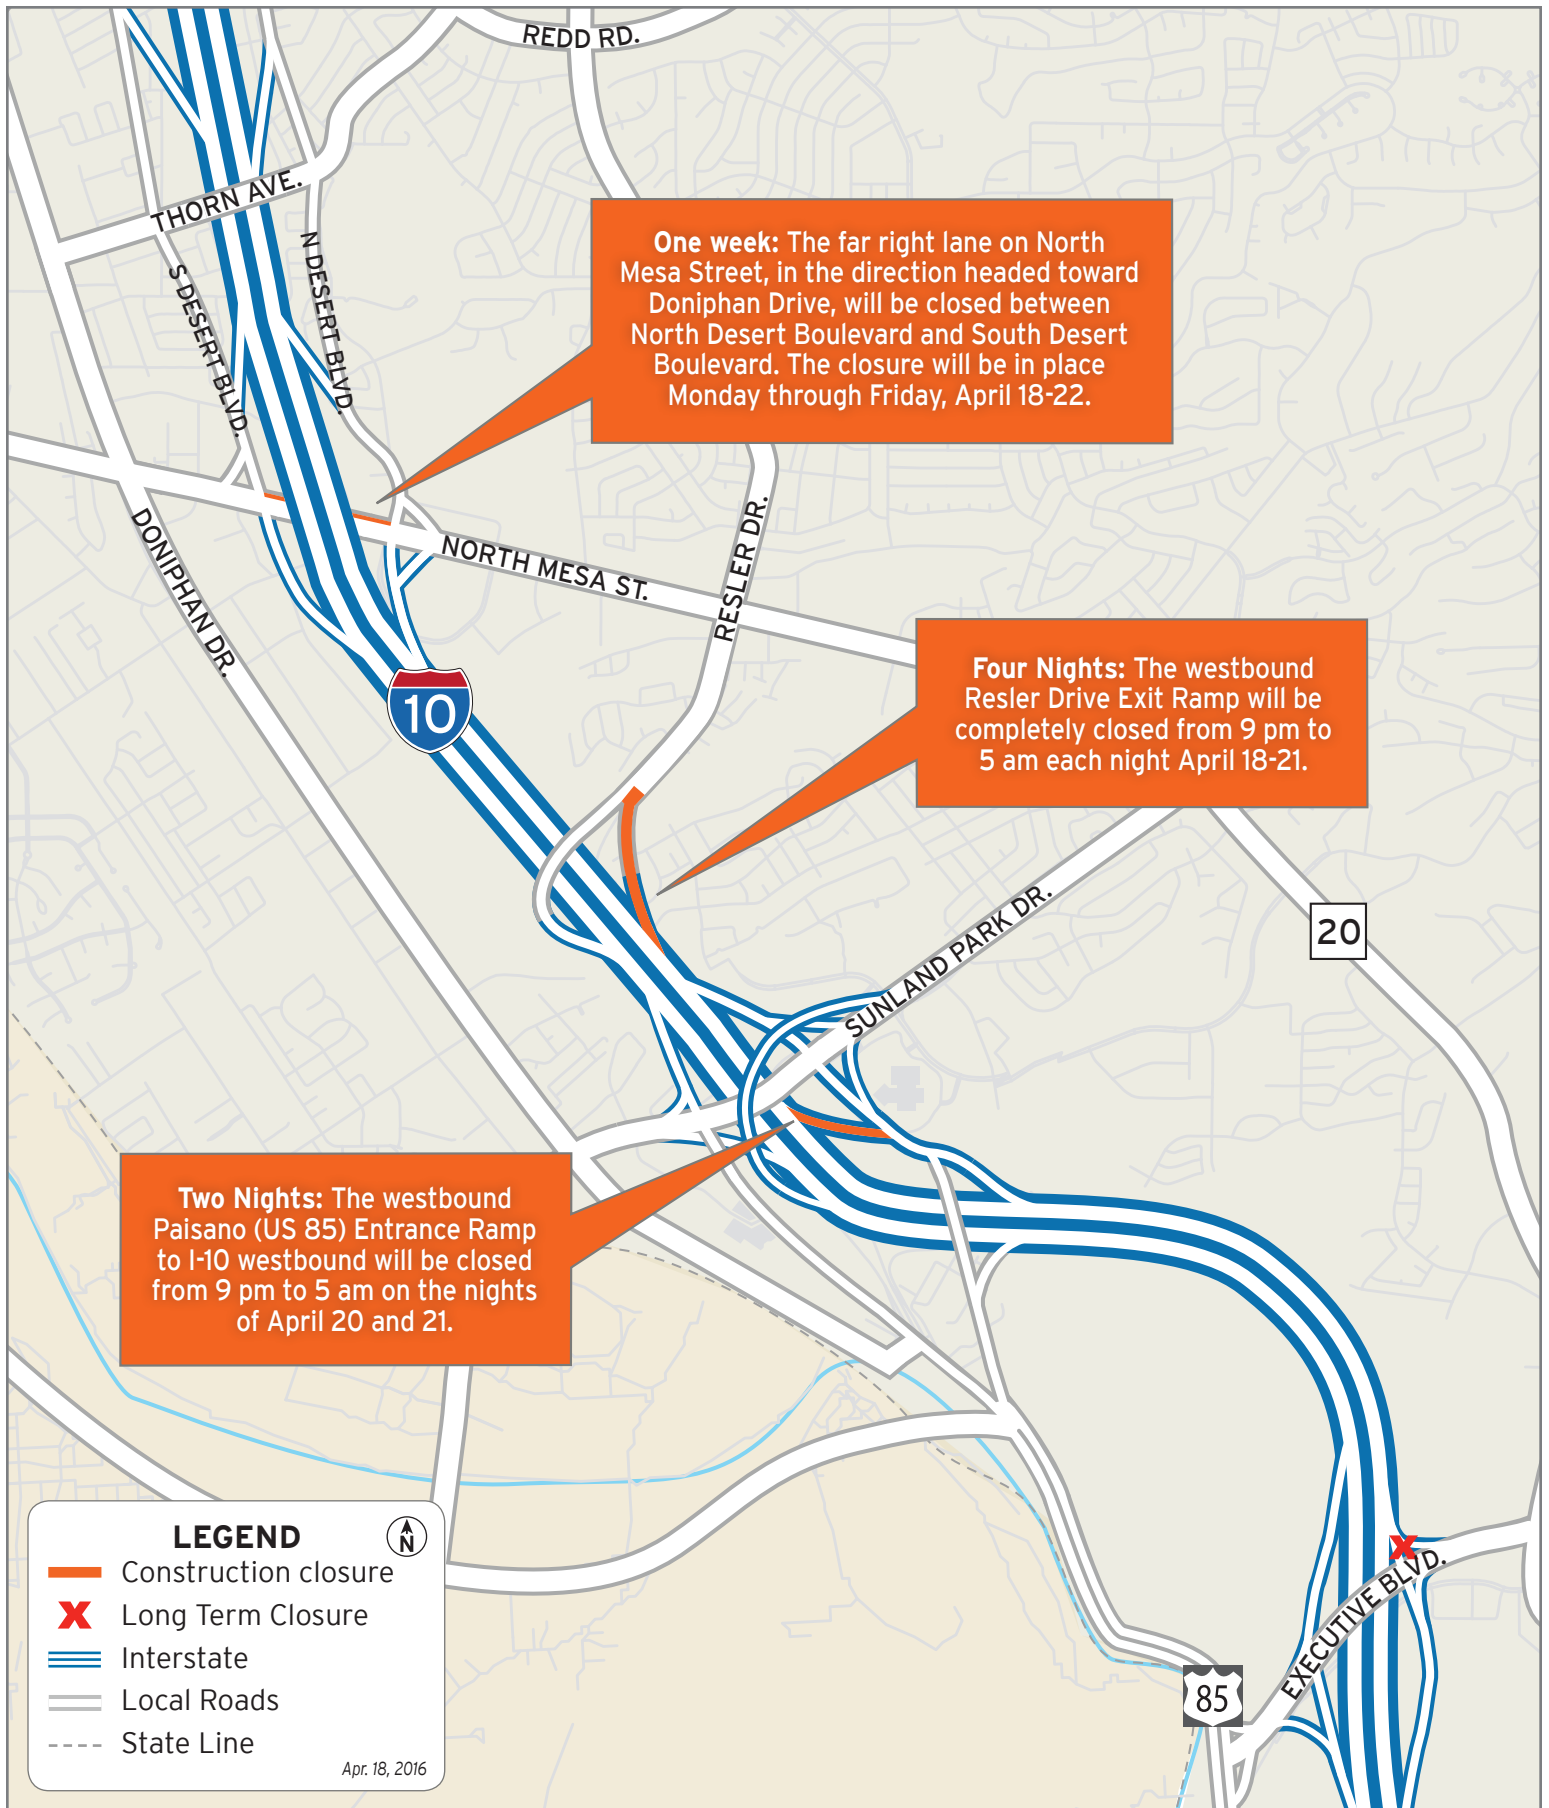 REDD RD.
THORN AVE.
S DESERT BLVD.
N DESERT BLVD.
One week: The far right lane on North
Mesa Street, in the direction headed toward
Doniphan Drive, will be closed between
North Desert Boulevard and South Desert
Boulevard. The closure will be in place
Monday through Friday, April 18-22.
DONIPHAN DR.
NORTH MESA ST.
RESLER DR.
10
Four Nights: The westbound
Resler Drive Exit Ramp will be
completely closed from 9 pm to
5 am each night April 18-21.
20
SUNLAND PARK DR.
Two Nights: The westbound
Paisano (US 85) Entrance Ramp
to I-10 westbound will be closed
from 9 pm to 5 am on the nights
of April 20 and 21.
LEGEND
N
Construction closure
Long Term Closure
Interstate
Local Roads
State Line
Apr. 18, 2016
X
EXECUTIVE BLVD.
85